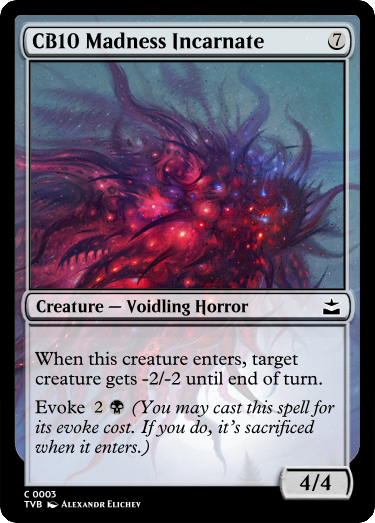 CB10 Madness Incarnate 7
Creature — Voidling Horror
When this creature enters, target
creature gets -2/-2 until end of turn.
Evoke 2 (You may cast this spell for
its evoke cost. If you do, it's sacrificed
when it enters.)
4/4
C 0003
TVB Alexandr Elichev